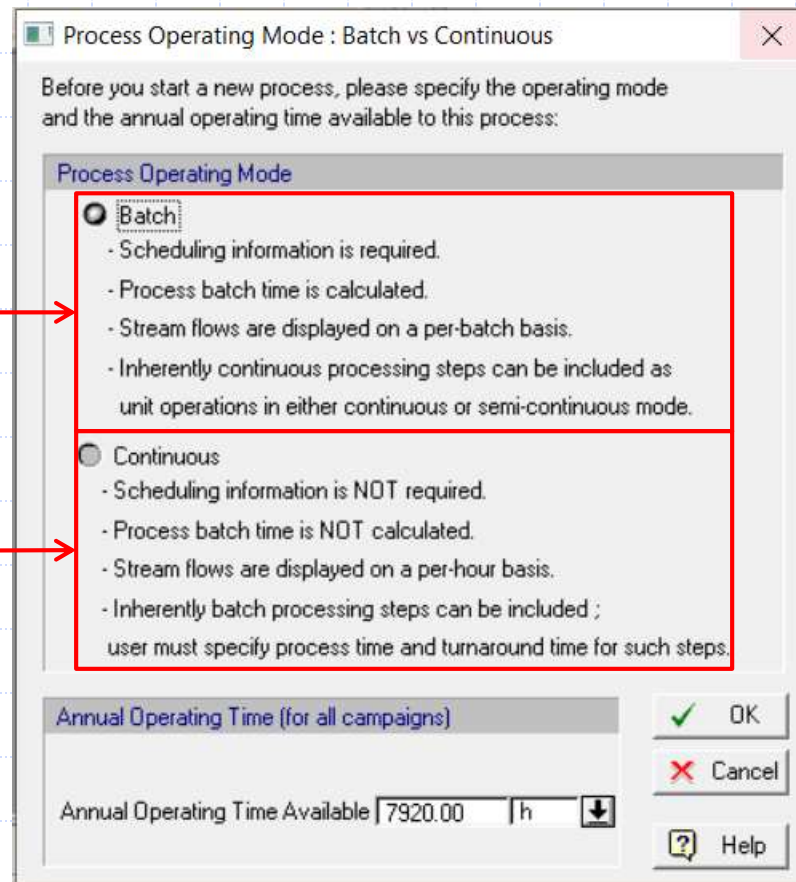 Process Operating Mode : Batch vs Continuous
Before you start a new process, please specify the operating mode
and the annual operating time available to this process:
Process Operating Mode
Batch
- Scheduling information is required.
- Process batch time is calculated.
- Stream flows are displayed on a per-batch basis.
- Inherently continuous processing steps can be included as
unit operations in either continuous or semi-continuous mode.
Continuous
- Scheduling information is NOT required.
- Process batch time is NOT calculated.
- Stream flows are displayed on a per-hour basis.
- Inherently batch processing steps can be included ;
user must specify process time and turnaround time for such steps.
Annual Operating Time (for all campaigns)
Annual Operating Time Available 7920.00 h
OK
Cancel
Help